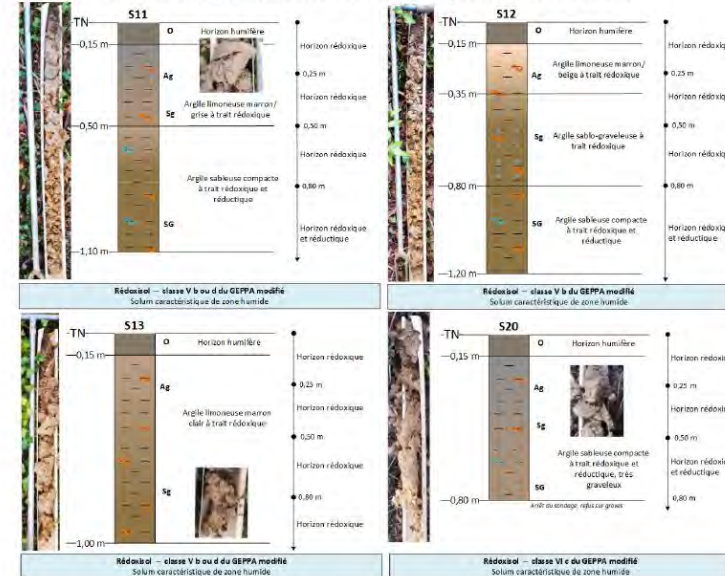 S11
TN
O Horizon humifère
0,15 m
Horizon rédoxique
0,25 m
Ag
Horizon rédoxique
Argile limoneuse marron/
grise à trait rédoxique
Sg
0,50 m
0,50 m
Horizon rédoxique
Argile sableuse compacte
à trait rédoxique et
réductique
0,80 m
SG
Horizon rédoxique
et réductique
1,10 m
Rédoxisol – classe V b ou d du GEPPA modifié
Solum caractéristique de zone humide
S12
TN
O Horizon humifère
0,15 m
Horizon rédoxique
Argile limoneuse marron/
beige à trait rédoxique
Ag
0,25 m
0,35 m
Horizon
0,50 m
Sg
Argile sablo-graveleuse à
trait rédoxique
Horizon
0,80 m
0,80 m
SG
Argile sableuse compacte
à trait rédoxique et
réductique
Horizon
et réductique
1,20 m
Rédoxisol – classe V b du GEPPA modifié
Solum caractéristique de zone humide
S13
TN
O Horizon humifère
0,15 m
Horizon rédoxique
0,25 m
Ag
Horizon rédoxique
Argile limoneuse marron
clair à trait rédoxique
0,50 m
Horizon rédoxique
Sg
0,80 m
Horizon rédoxique
1,00 m
Rédoxisol – classe V b ou d du GEPPA modifié
Solum caractéristique de zone humide
S20
TN
O Horizon humifère
0,15 m
Horizon
0,25 m
Ag
Horizon
Sg
0,50 m
Argile sableuse compacte
à trait rédoxique et
réductique, très
graveleux
Horizon
et réductique
SG
0,80 m
0,80 m
Arrêt du sondage, refus sur graves
Rédoxisol – classe VI c du GEPPA modifié
Solum caractéristique de zone humide